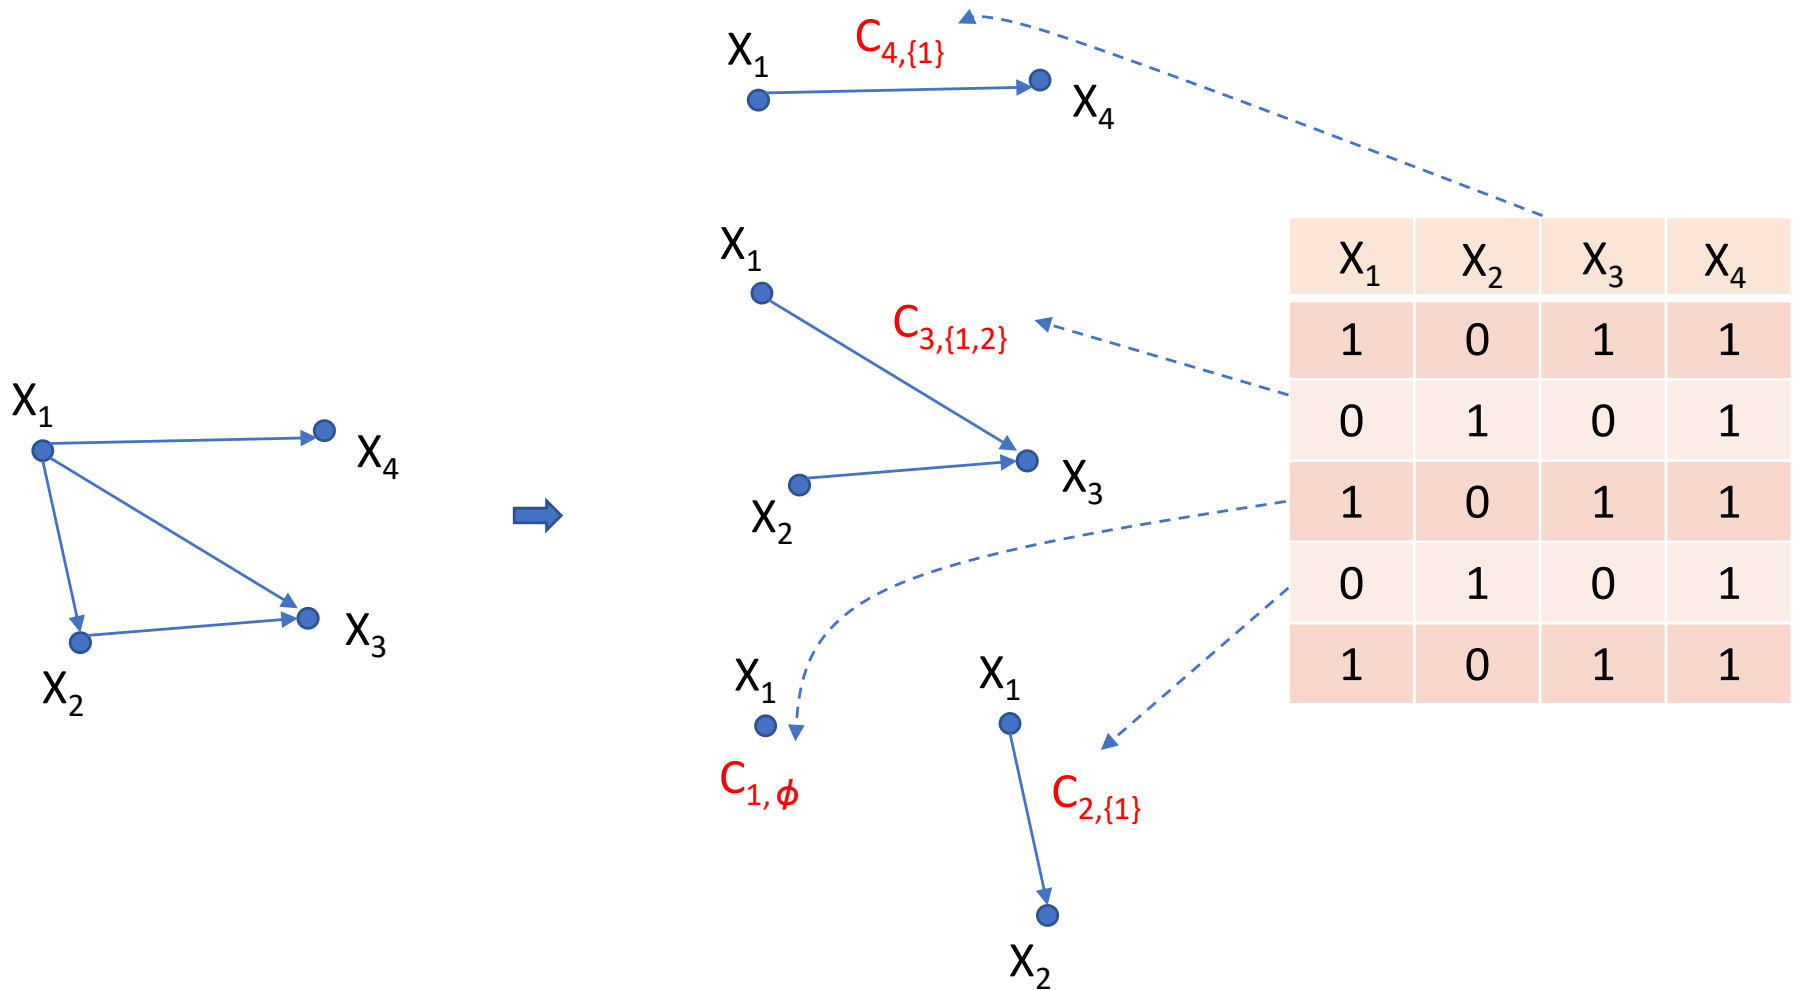 X₁
X₄
X₂
X₃
X₁
C₄,{1}
X₄
X₁
C₃,{1,2}
X₂
X₃
X₁
C₁, ϕ
X₁
C₂,{1}
X₂
X₁ X₂ X₃ X₄
1 0 1 1
0 1 0 1
1 0 1 1
0 1 0 1
1 0 1 1